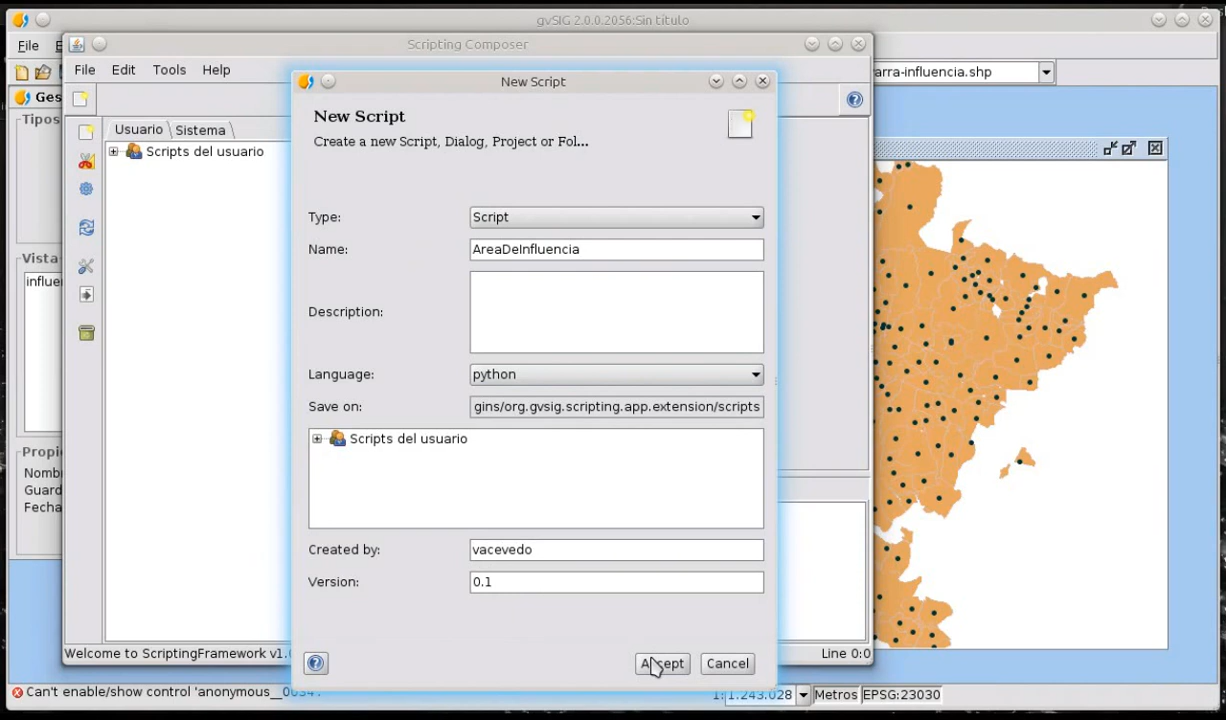 gvSIG 2.0.0.2056:Sin titulo
File
Scripting Composer
File Edit Tools Help
arra-influencia.shp
New Script
Ges
New Script
Create a new Script, Dialog, Project or Fol...
Tipos
Usuario Sistema
Scripts del usuario
Type: Script
Name: AreaDeInfluencia
Description:
Vista
influe
Language: python
Save on: gins/org.gvsig.scripting.app.extension/scripts
Scripts del usuario
Propi
Nomb
Guard
Fecha
Created by: vacevedo
Version: 0.1
Welcome to ScriptingFramework v1.
Line 0:0
Accept Cancel
Can't enable/show control 'anonymous__0034'.
1:1.243.028 Metros EPSG:23030